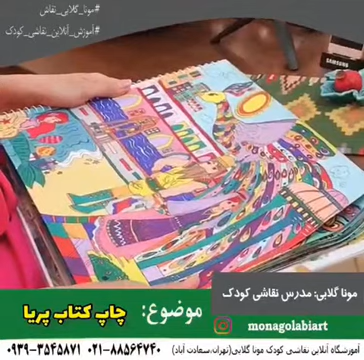 #مونا_گلابی_نقاش
#آموزش_آنلاین_نقاشی_کودک
SAMSUNG
مونا گلابی: مدرس نقاشی کودک
موضوع: چاپ کتاب پریا
monagolabiart
آموزشگاه آنلاین نقاشی کودک مونا گلابی(تهران،سعادت آباد) ۰۲۱-۸۸۵۶۴۷۴۰ ۰۹۳۹-۳۵۴۵۸۷۱